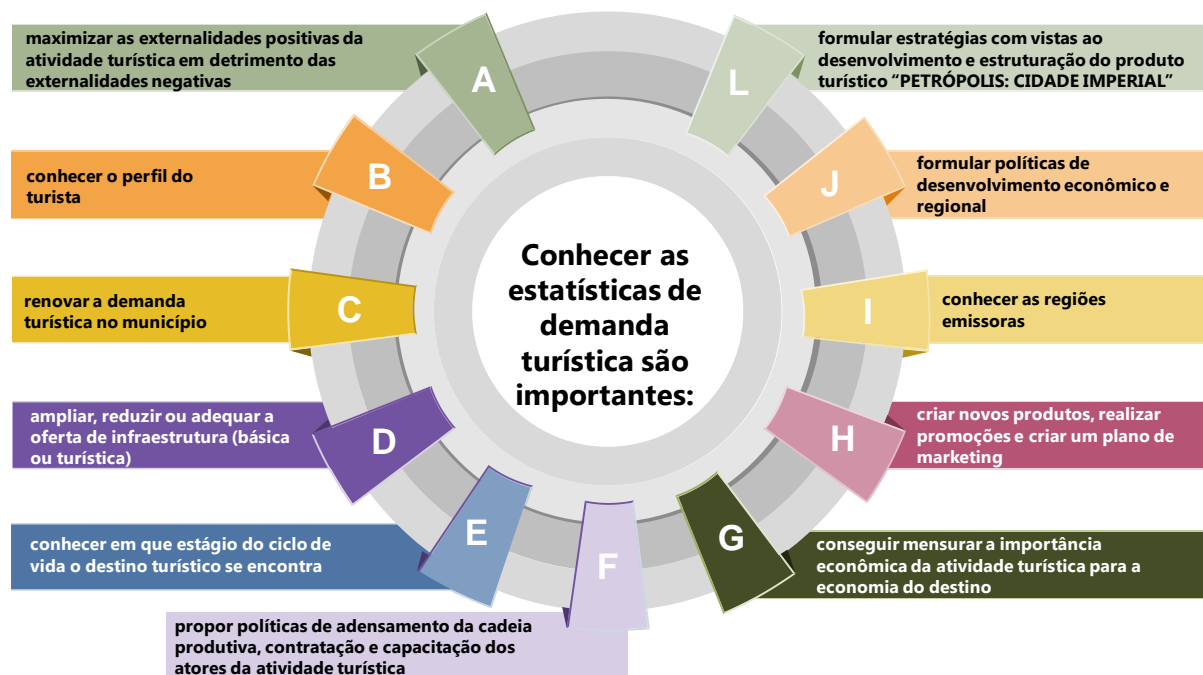 maximizar as externalidades positivas da
atividade turística em detrimento das
externalidades negativas
A
conhecer o perfil do
turista
B
renovar a demanda
turística no município
C
ampliar, reduzir ou adequar a
oferta de infraestrutura (básica
ou turística)
D
conhecer em que estágio do ciclo de
vida o destino turístico se encontra
E
propor políticas de adensamento da cadeia
produtiva, contratação e capacitação dos
atores da atividade turística
F
Conhecer as
estatísticas de
demanda
turística são
importantes:
L
formular estratégias com vistas ao
desenvolvimento e estruturação do produto
turístico “PETRÓPOLIS: CIDADE IMPERIAL”
J
formular políticas de
desenvolvimento econômico e
regional
I
conhecer as regiões
emissoras
H
criar novos produtos, realizar
promoções e criar um plano de
marketing
G
conseguir mensurar a importância
econômica da atividade turística para a
economia do destino